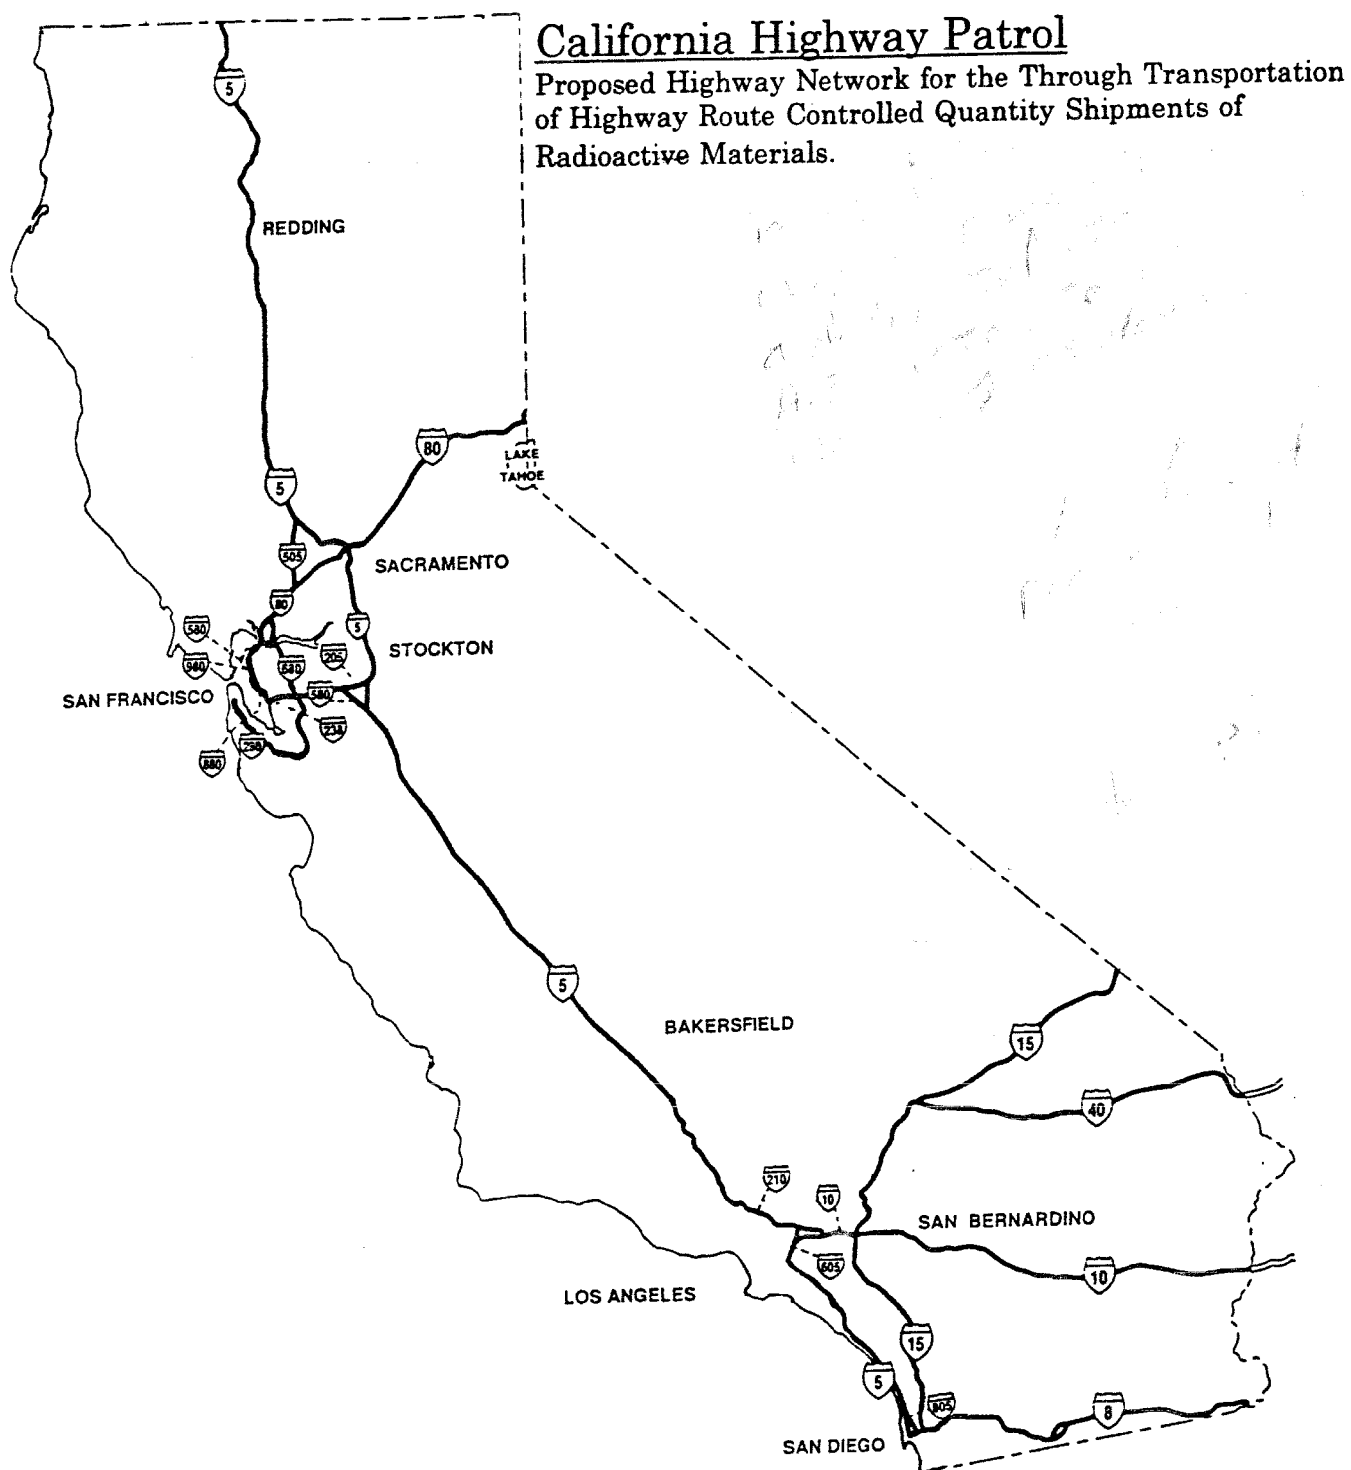 California Highway Patrol
Proposed Highway Network for the Through Transportation
of Highway Route Controlled Quantity Shipments of
Radioactive Materials.
5
REDDING
80
LAKE
TAHOE
5
505
SACRAMENTO
80
580
5
STOCKTON
205
980
680
580
SAN FRANCISCO
238
280
880
5
BAKERSFIELD
15
40
210
10
SAN BERNARDINO
605
10
LOS ANGELES
15
5
805
8
SAN DIEGO